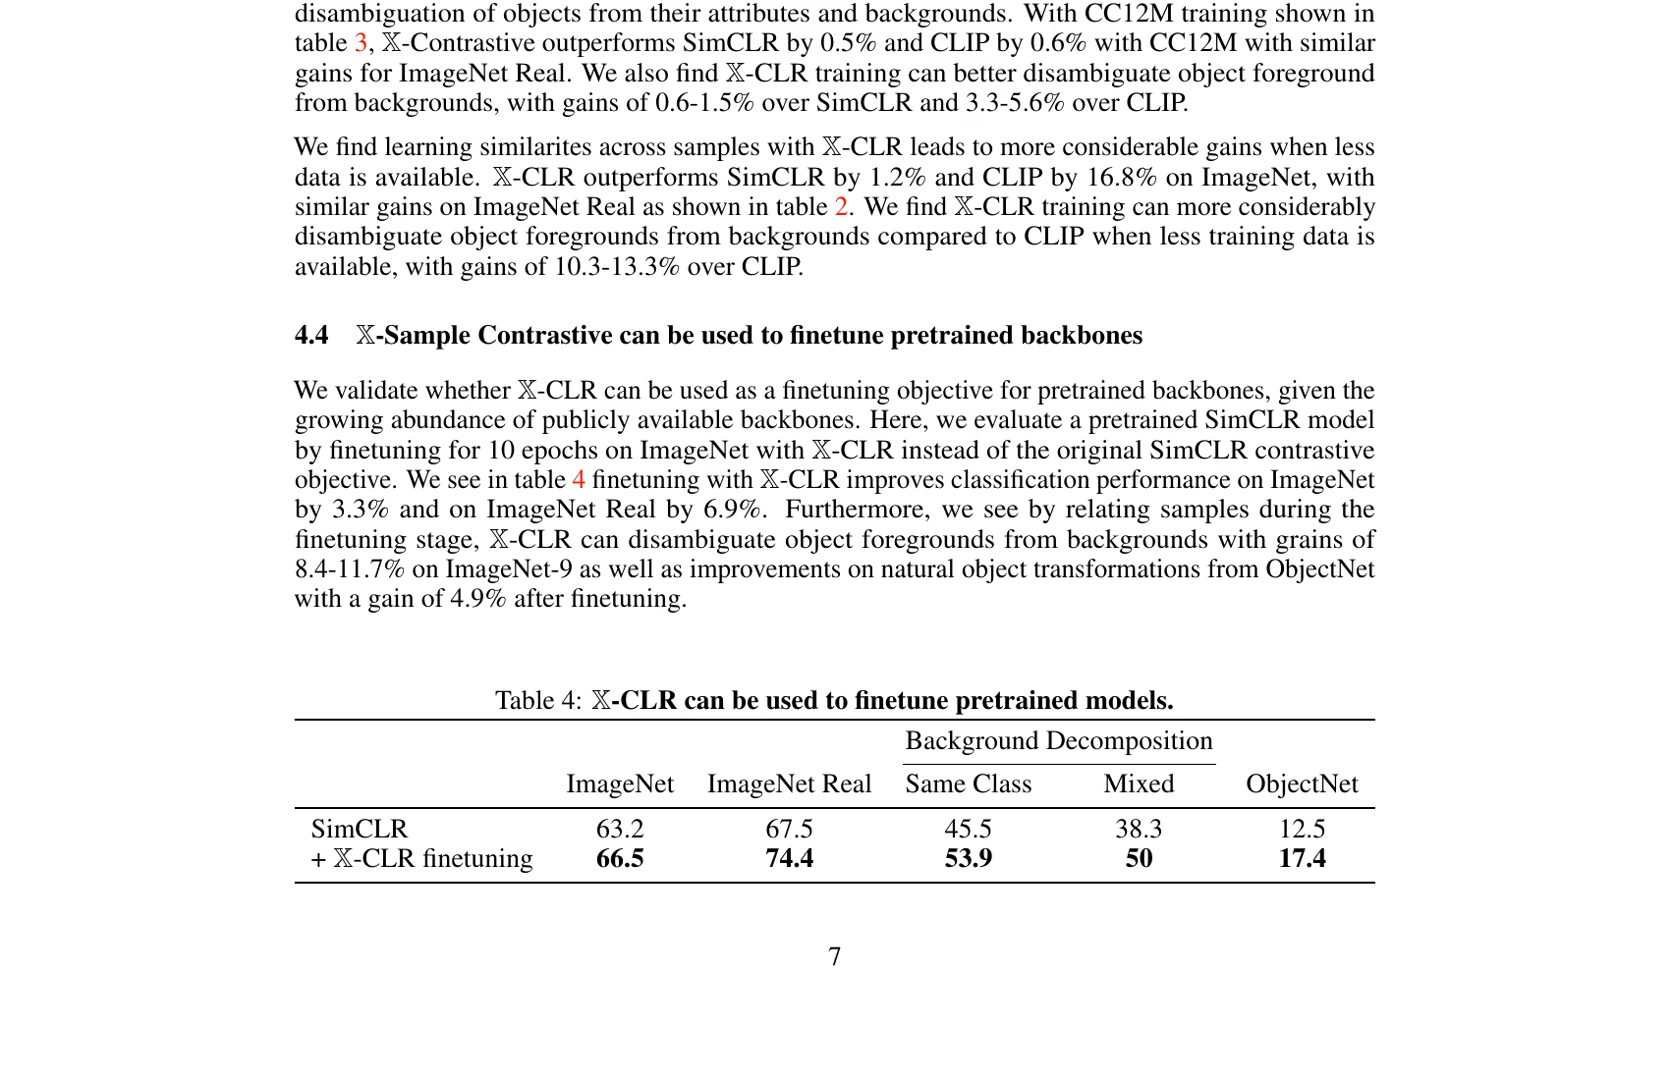 disambiguation of objects from their attributes and backgrounds. With CC12M training shown in
table 3, 𝕏-Contrastive outperforms SimCLR by 0.5% and CLIP by 0.6% with CC12M with similar
gains for ImageNet Real. We also find 𝕏-CLR training can better disambiguate object foreground
from backgrounds, with gains of 0.6-1.5% over SimCLR and 3.3-5.6% over CLIP.
We find learning similarites across samples with 𝕏-CLR leads to more considerable gains when less
data is available. 𝕏-CLR outperforms SimCLR by 1.2% and CLIP by 16.8% on ImageNet, with
similar gains on ImageNet Real as shown in table 2. We find 𝕏-CLR training can more considerably
disambiguate object foregrounds from backgrounds compared to CLIP when less training data is
available, with gains of 10.3-13.3% over CLIP.
4.4 𝕏-Sample Contrastive can be used to finetune pretrained backbones
We validate whether 𝕏-CLR can be used as a finetuning objective for pretrained backbones, given the
growing abundance of publicly available backbones. Here, we evaluate a pretrained SimCLR model
by finetuning for 10 epochs on ImageNet with 𝕏-CLR instead of the original SimCLR contrastive
objective. We see in table 4 finetuning with 𝕏-CLR improves classification performance on ImageNet
by 3.3% and on ImageNet Real by 6.9%. Furthermore, we see by relating samples during the
finetuning stage, 𝕏-CLR can disambiguate object foregrounds from backgrounds with grains of
8.4-11.7% on ImageNet-9 as well as improvements on natural object transformations from ObjectNet
with a gain of 4.9% after finetuning.
Table 4: 𝕏-CLR can be used to finetune pretrained models.
Background Decomposition
ImageNet ImageNet Real Same Class Mixed ObjectNet
SimCLR 63.2 67.5 45.5 38.3 12.5
+ 𝕏-CLR finetuning 66.5 74.4 53.9 50 17.4
7